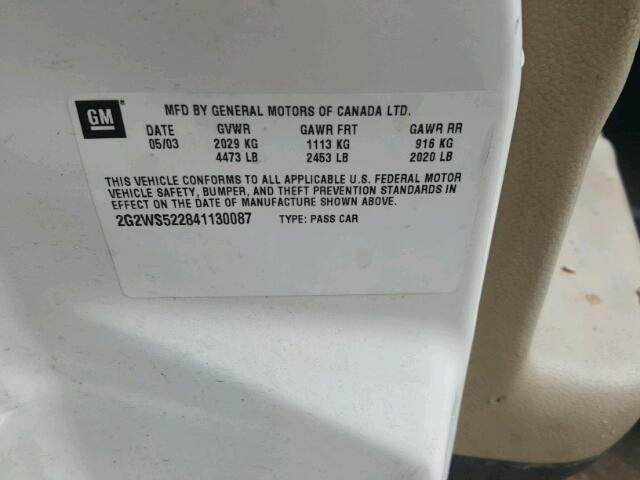 GM
MFD BY GENERAL MOTORS OF CANADA LTD.
DATE GVWR GAWR FRT GAWR RR
05/03 2029 KG 1113 KG 916 KG
4473 LB 2453 LB 2020 LB
THIS VEHICLE CONFORMS TO ALL APPLICABLE U.S. FEDERAL MOTOR
VEHICLE SAFETY, BUMPER, AND THEFT PREVENTION STANDARDS IN
EFFECT ON THE DATE OF MANUFACTURE SHOWN ABOVE.
2G2WS522841130087 TYPE: PASS CAR